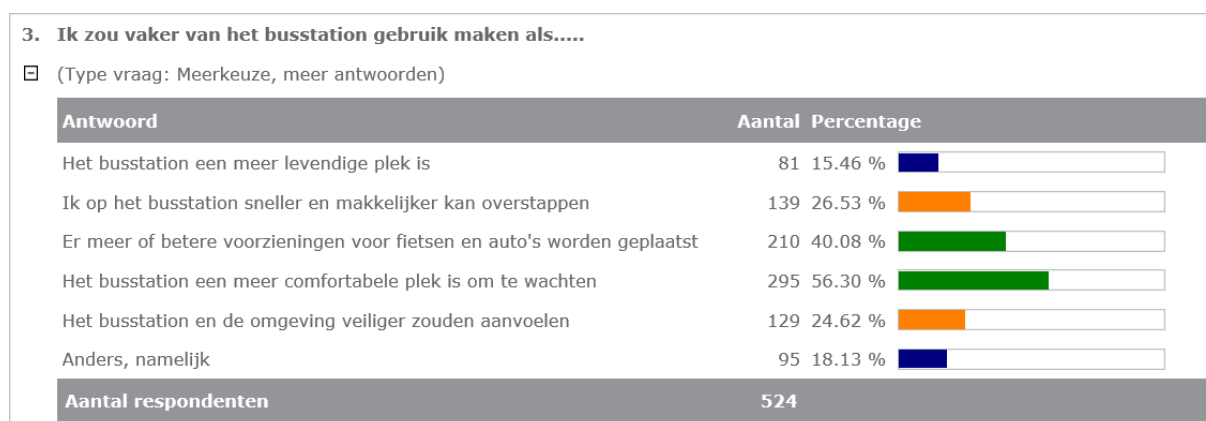 3. Ik zou vaker van het busstation gebruik maken als.....
(Type vraag: Meerkeuze, meer antwoorden)
Antwoord Aantal Percentage
Het busstation een meer levendige plek is 81 15.46 %
Ik op het busstation sneller en makkelijker kan overstappen 139 26.53 %
Er meer of betere voorzieningen voor fietsen en auto's worden geplaatst 210 40.08 %
Het busstation een meer comfortabele plek is om te wachten 295 56.30 %
Het busstation en de omgeving veiliger zouden aanvoelen 129 24.62 %
Anders, namelijk 95 18.13 %
Aantal respondenten 524